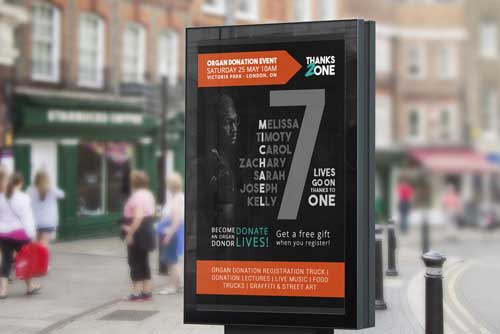 ORGAN DONATION EVENT
SATURDAY 25 MAY 10AM
VICTORIA PARK - LONDON, ON
THANKS
2ONE
7
MELISSA
TIMOTY
CAROL
ZACHARY
SARAH
JOSEPH
KELLY
LIVES
GO ON
THANKS TO
ONE
BECOME
AN ORGAN
DONOR
DONATE
LIVES!
Get a free gift
when you register!
ORGAN DONATION REGISTRATION TRUCK |
DONATION LECTURES | LIVE MUSIC | FOOD
TRUCKS | GRAFFITI & STREET ART